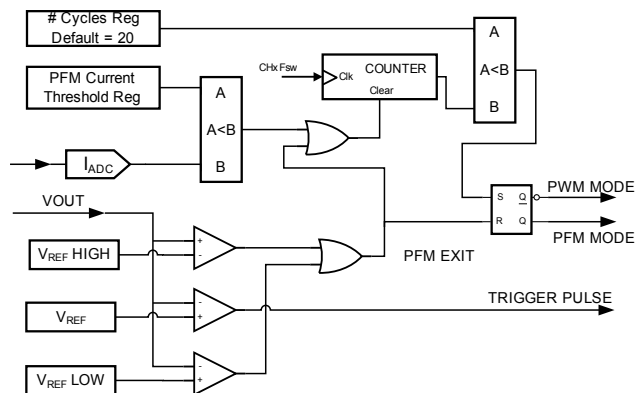 # Cycles Reg
Default = 20
A
A<B
B
PFM Current
Threshold Reg
A
A<B
B
CHx Fsw
Clk
COUNTER
Clear
IADC
VOUT
S
Q
R
Q
PWM MODE
PFM MODE
VREF HIGH
+
-
PFM EXIT
VREF
-
+
TRIGGER PULSE
VREF LOW
-
+